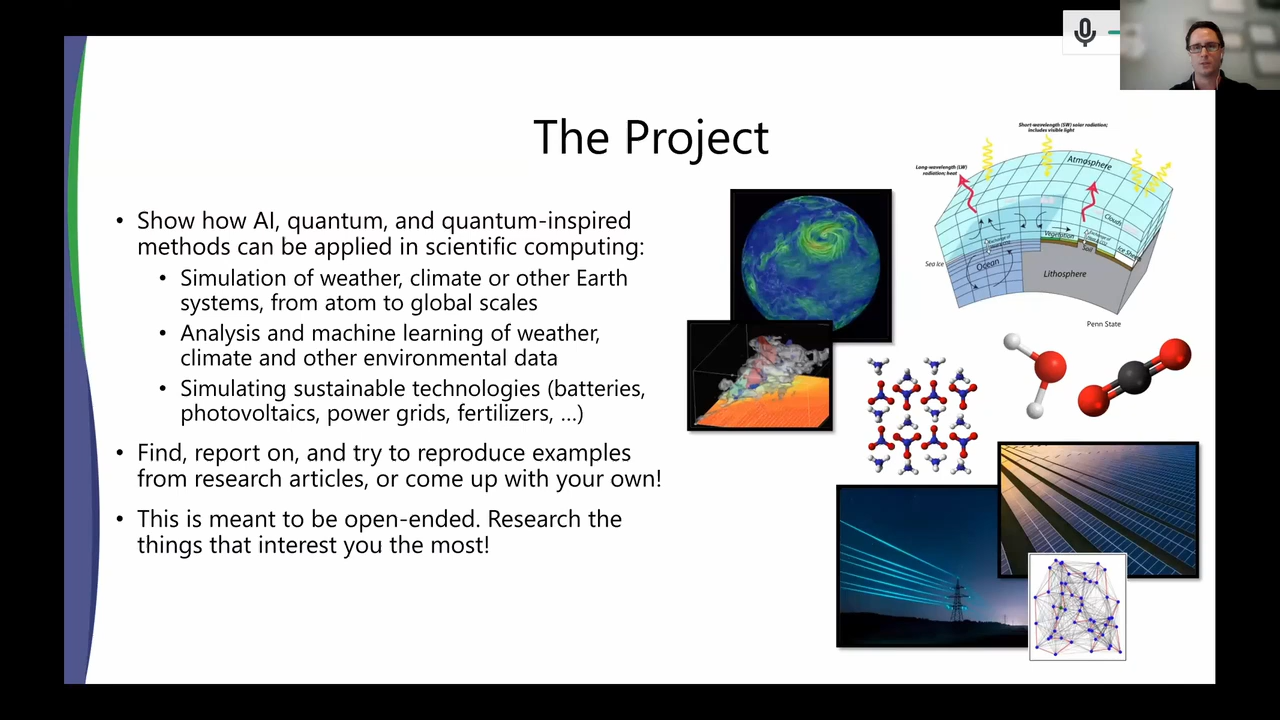 The Project
• Show how AI, quantum, and quantum-inspired
methods can be applied in scientific computing:
• Simulation of weather, climate or other Earth
systems, from atom to global scales
• Analysis and machine learning of weather,
climate and other environmental data
• Simulating sustainable technologies (batteries,
photovoltaics, power grids, fertilizers, …)
• Find, report on, and try to reproduce examples
from research articles, or come up with your own!
• This is meant to be open-ended. Research the
things that interest you the most!
Short-wavelength (SW) solar radiation;
includes visible light
Long-wavelength (LW)
radiation; heat
Atmosphere
Clouds
Vegetation
Soil
Ice Sheets
Sea Ice
Ocean
Lithosphere
Penn State